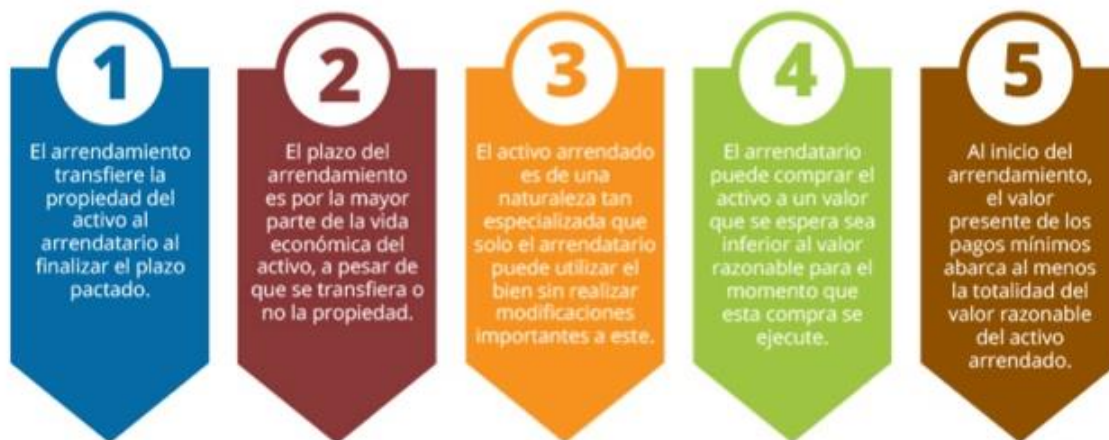 1
El arrendamiento
transfiere la
propiedad del
activo al
arrendatario al
finalizar el plazo
pactado.
2
El plazo del
arrendamiento
es por la mayor
parte de la vida
económica del
activo, a pesar de
que se transfiera o
no la propiedad.
3
El activo arrendado
es de una
naturaleza tan
especializada que
solo el arrendatario
puede utilizar el
bien sin realizar
modificaciones
importantes a este.
4
El arrendatario
puede comprar el
activo a un valor
que se espera sea
inferior al valor
razonable para el
momento que
esta compra se
ejecute.
5
Al inicio del
arrendamiento,
el valor
presente de los
pagos mínimos
abarca al menos
la totalidad del
valor razonable
del activo
arrendado.